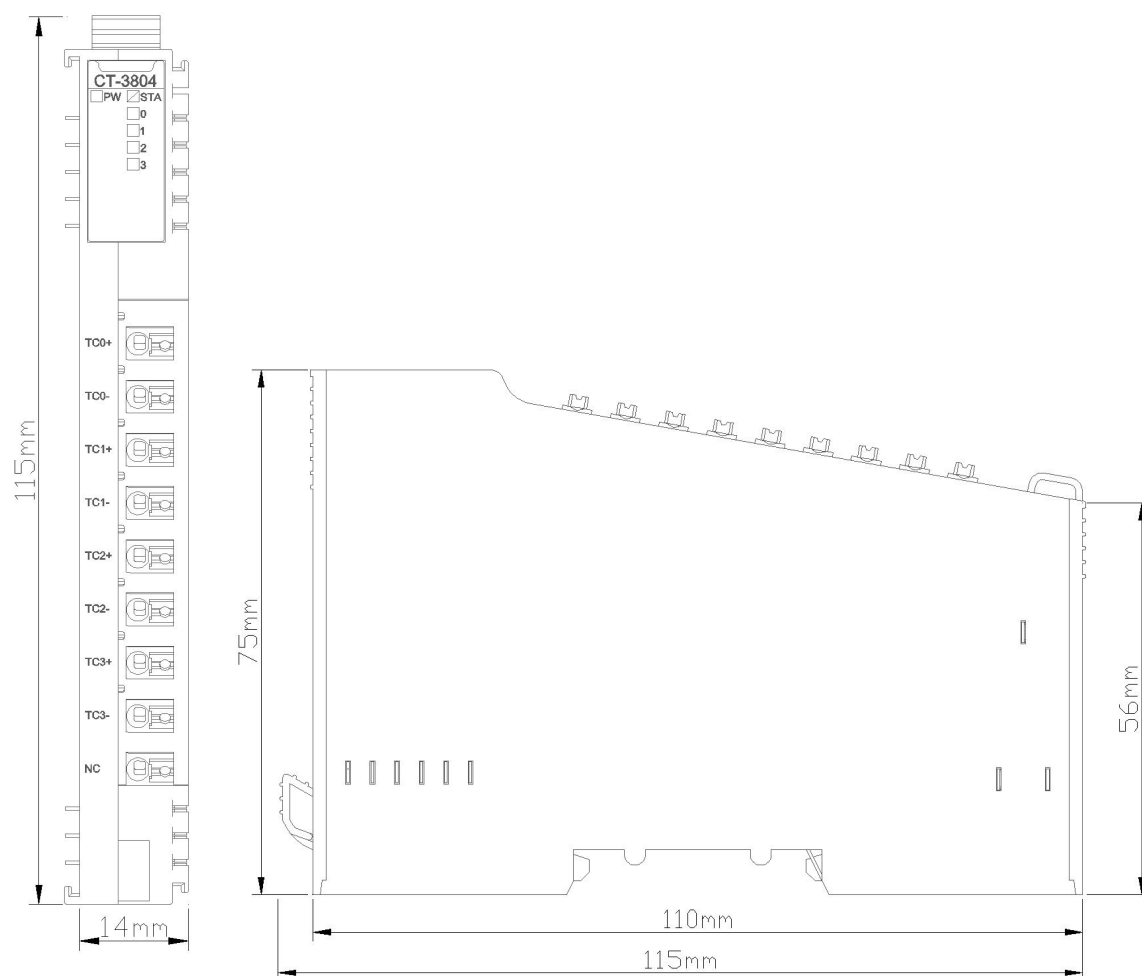 CT-3804
PW STA
0
1
2
3
TC0+
TC0-
TC1+
TC1-
TC2+
TC2-
TC3+
TC3-
NC
115mm
14mm
75mm
56mm
110mm
115mm